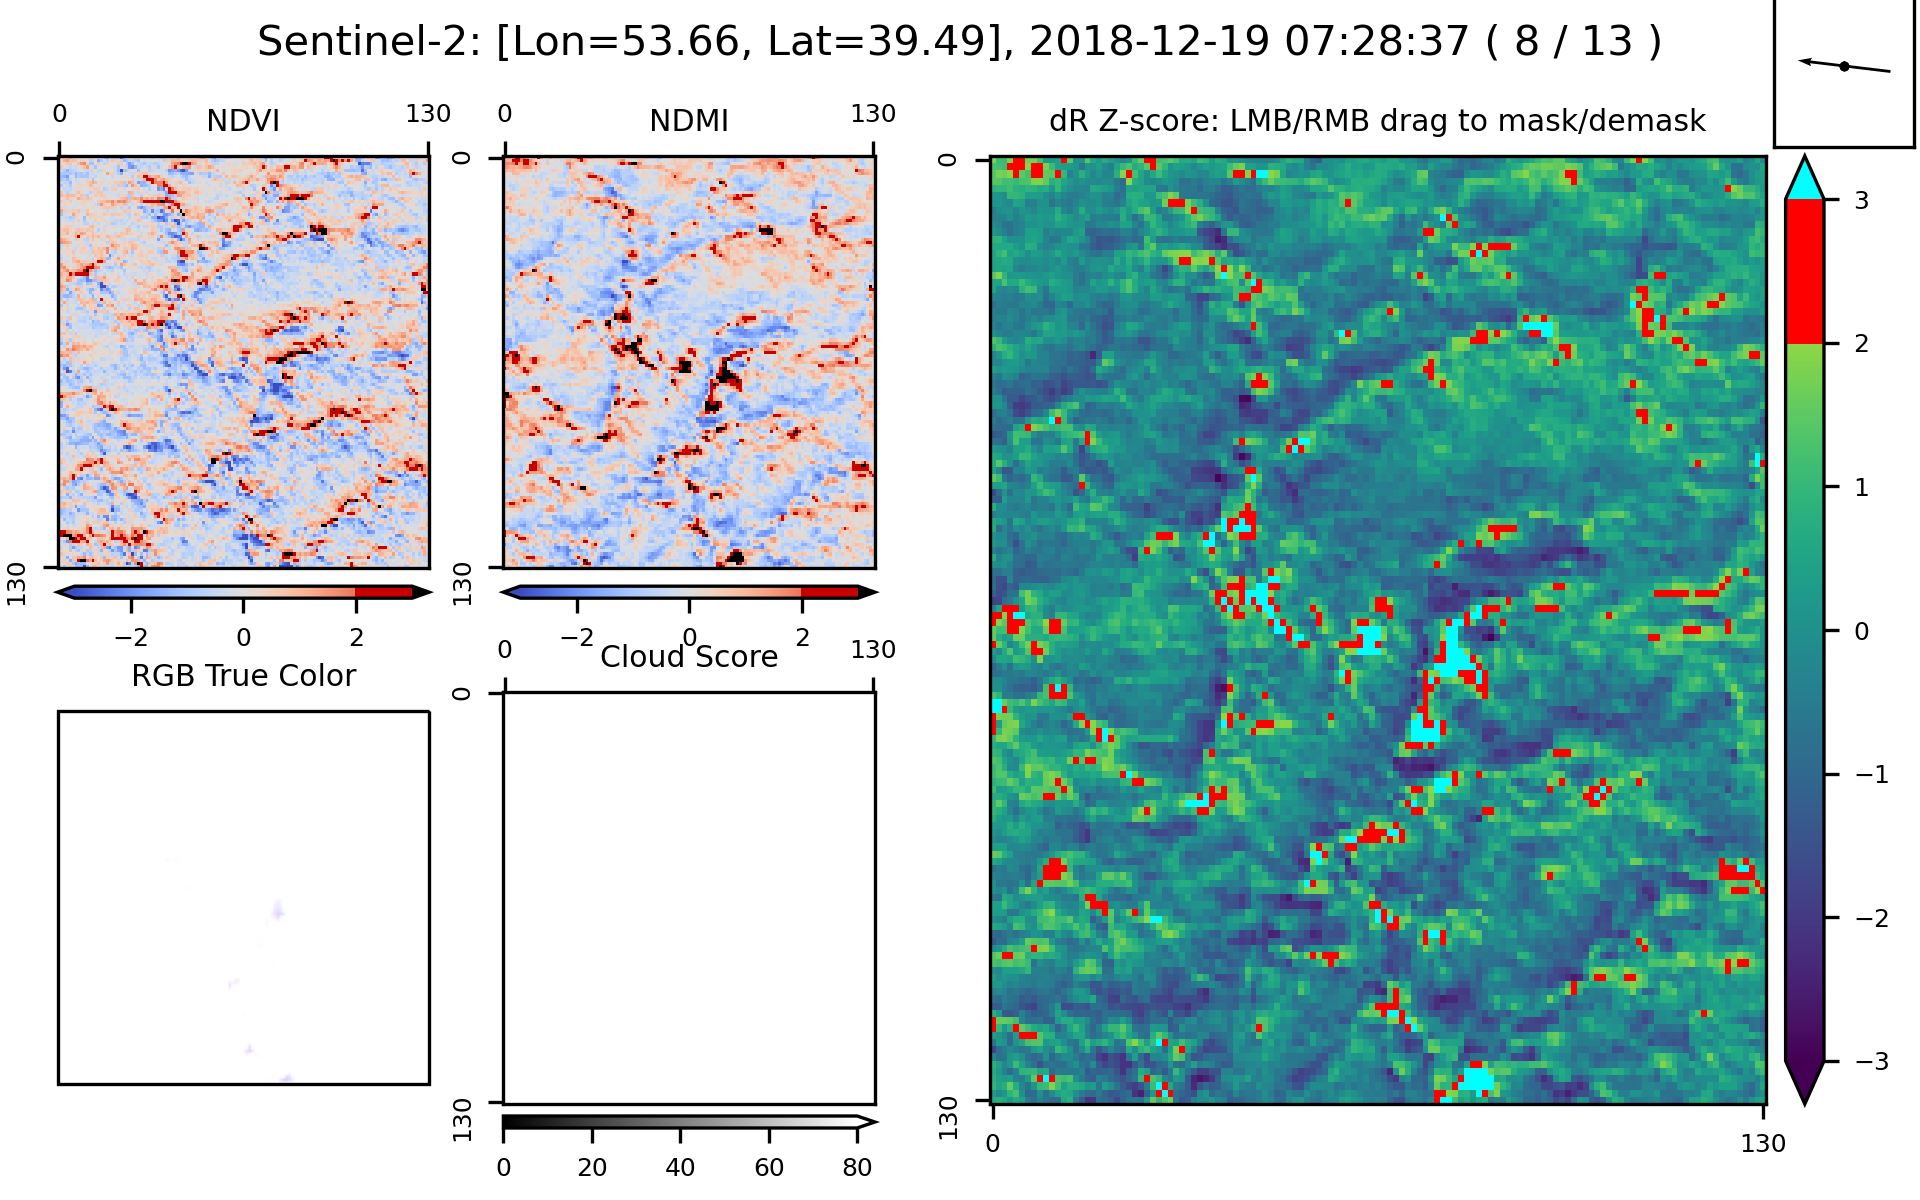 Sentinel-2: [Lon=53.66, Lat=39.49], 2018-12-19 07:28:37 ( 8 / 13 )
0 NDVI 130
0
130
−2 0 2
0 NDMI 130
0
130
−2 0 2
dR Z-score: LMB/RMB drag to mask/demask
0
130
0 130
3
2
1
0
−1
−2
−3
RGB True Color
0 Cloud Score 130
0
130
0 20 40 60 80